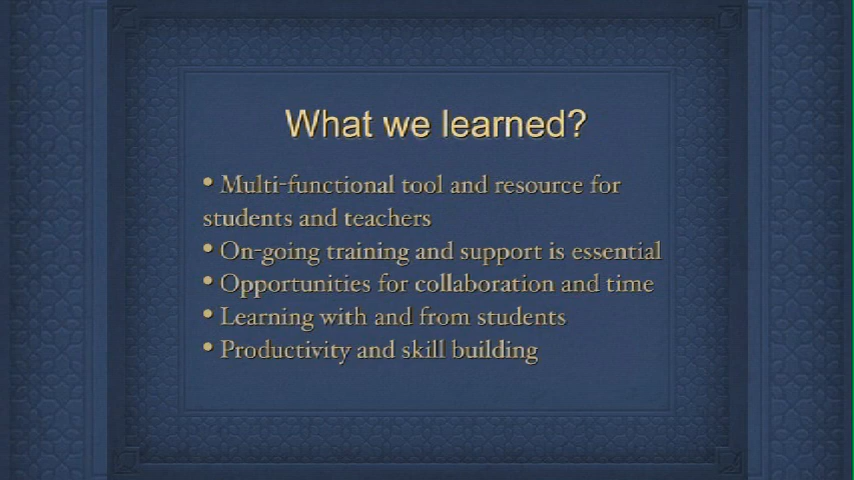 What we learned?
• Multi-functional tool and resource for
students and teachers
• On-going training and support is essential
• Opportunities for collaboration and time
• Learning with and from students
• Productivity and skill building